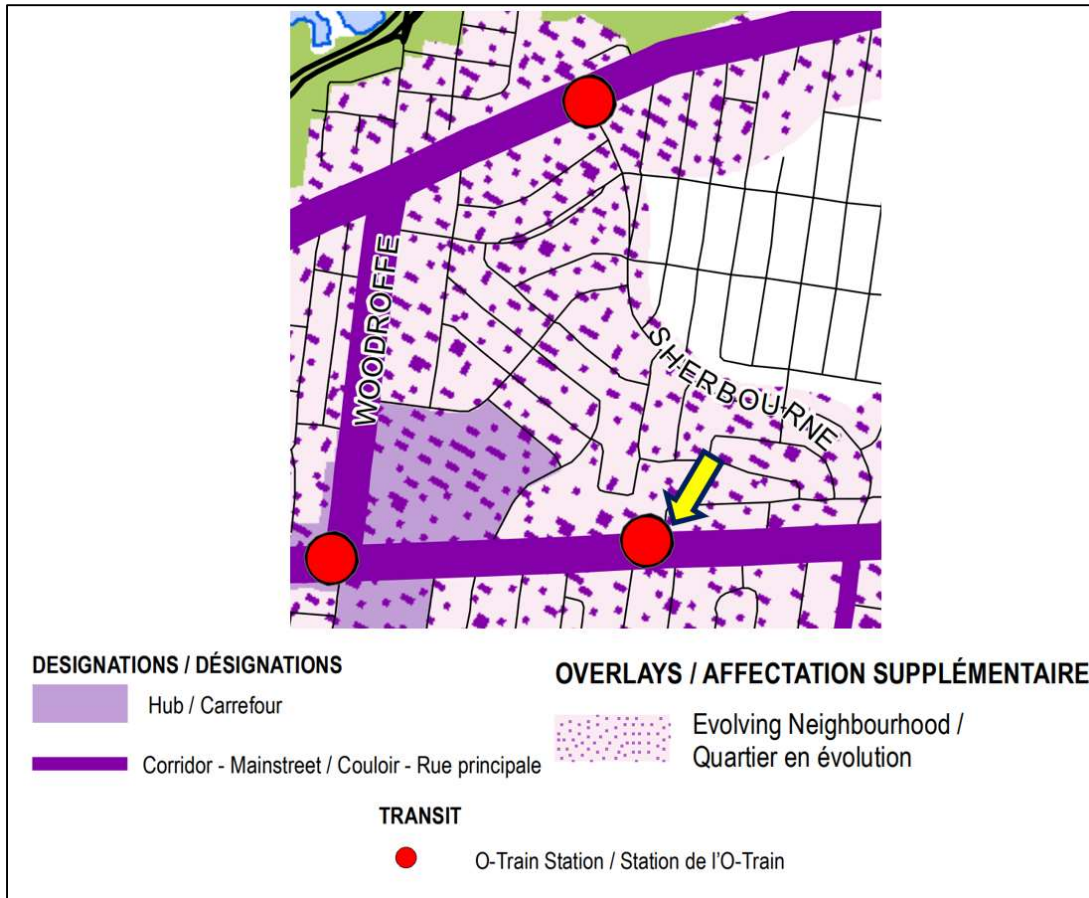 WOODROFFE
SHERBOURNE
DESIGNATIONS / DÉSIGNATIONS
Hub / Carrefour
Corridor - Mainstreet / Couloir - Rue principale
OVERLAYS / AFFECTATION SUPPLÉMENTAIRE
Evolving Neighbourhood /
Quartier en évolution
TRANSIT
O-Train Station / Station de l'O-Train